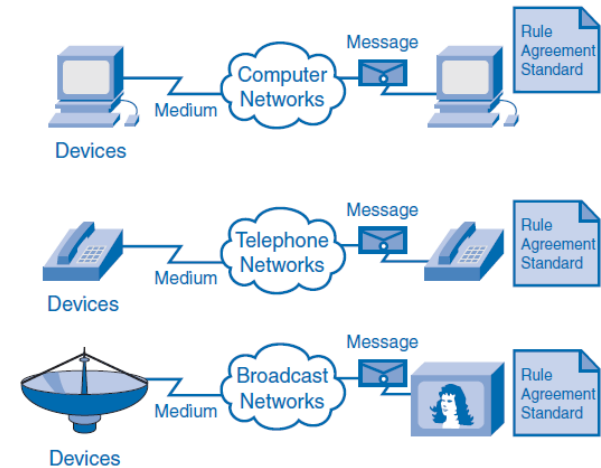 Message
Rule
Agreement
Standard
Computer
Networks
Medium
Devices
Message
Rule
Agreement
Standard
Telephone
Networks
Medium
Devices
Message
Rule
Agreement
Standard
Broadcast
Networks
Medium
Devices